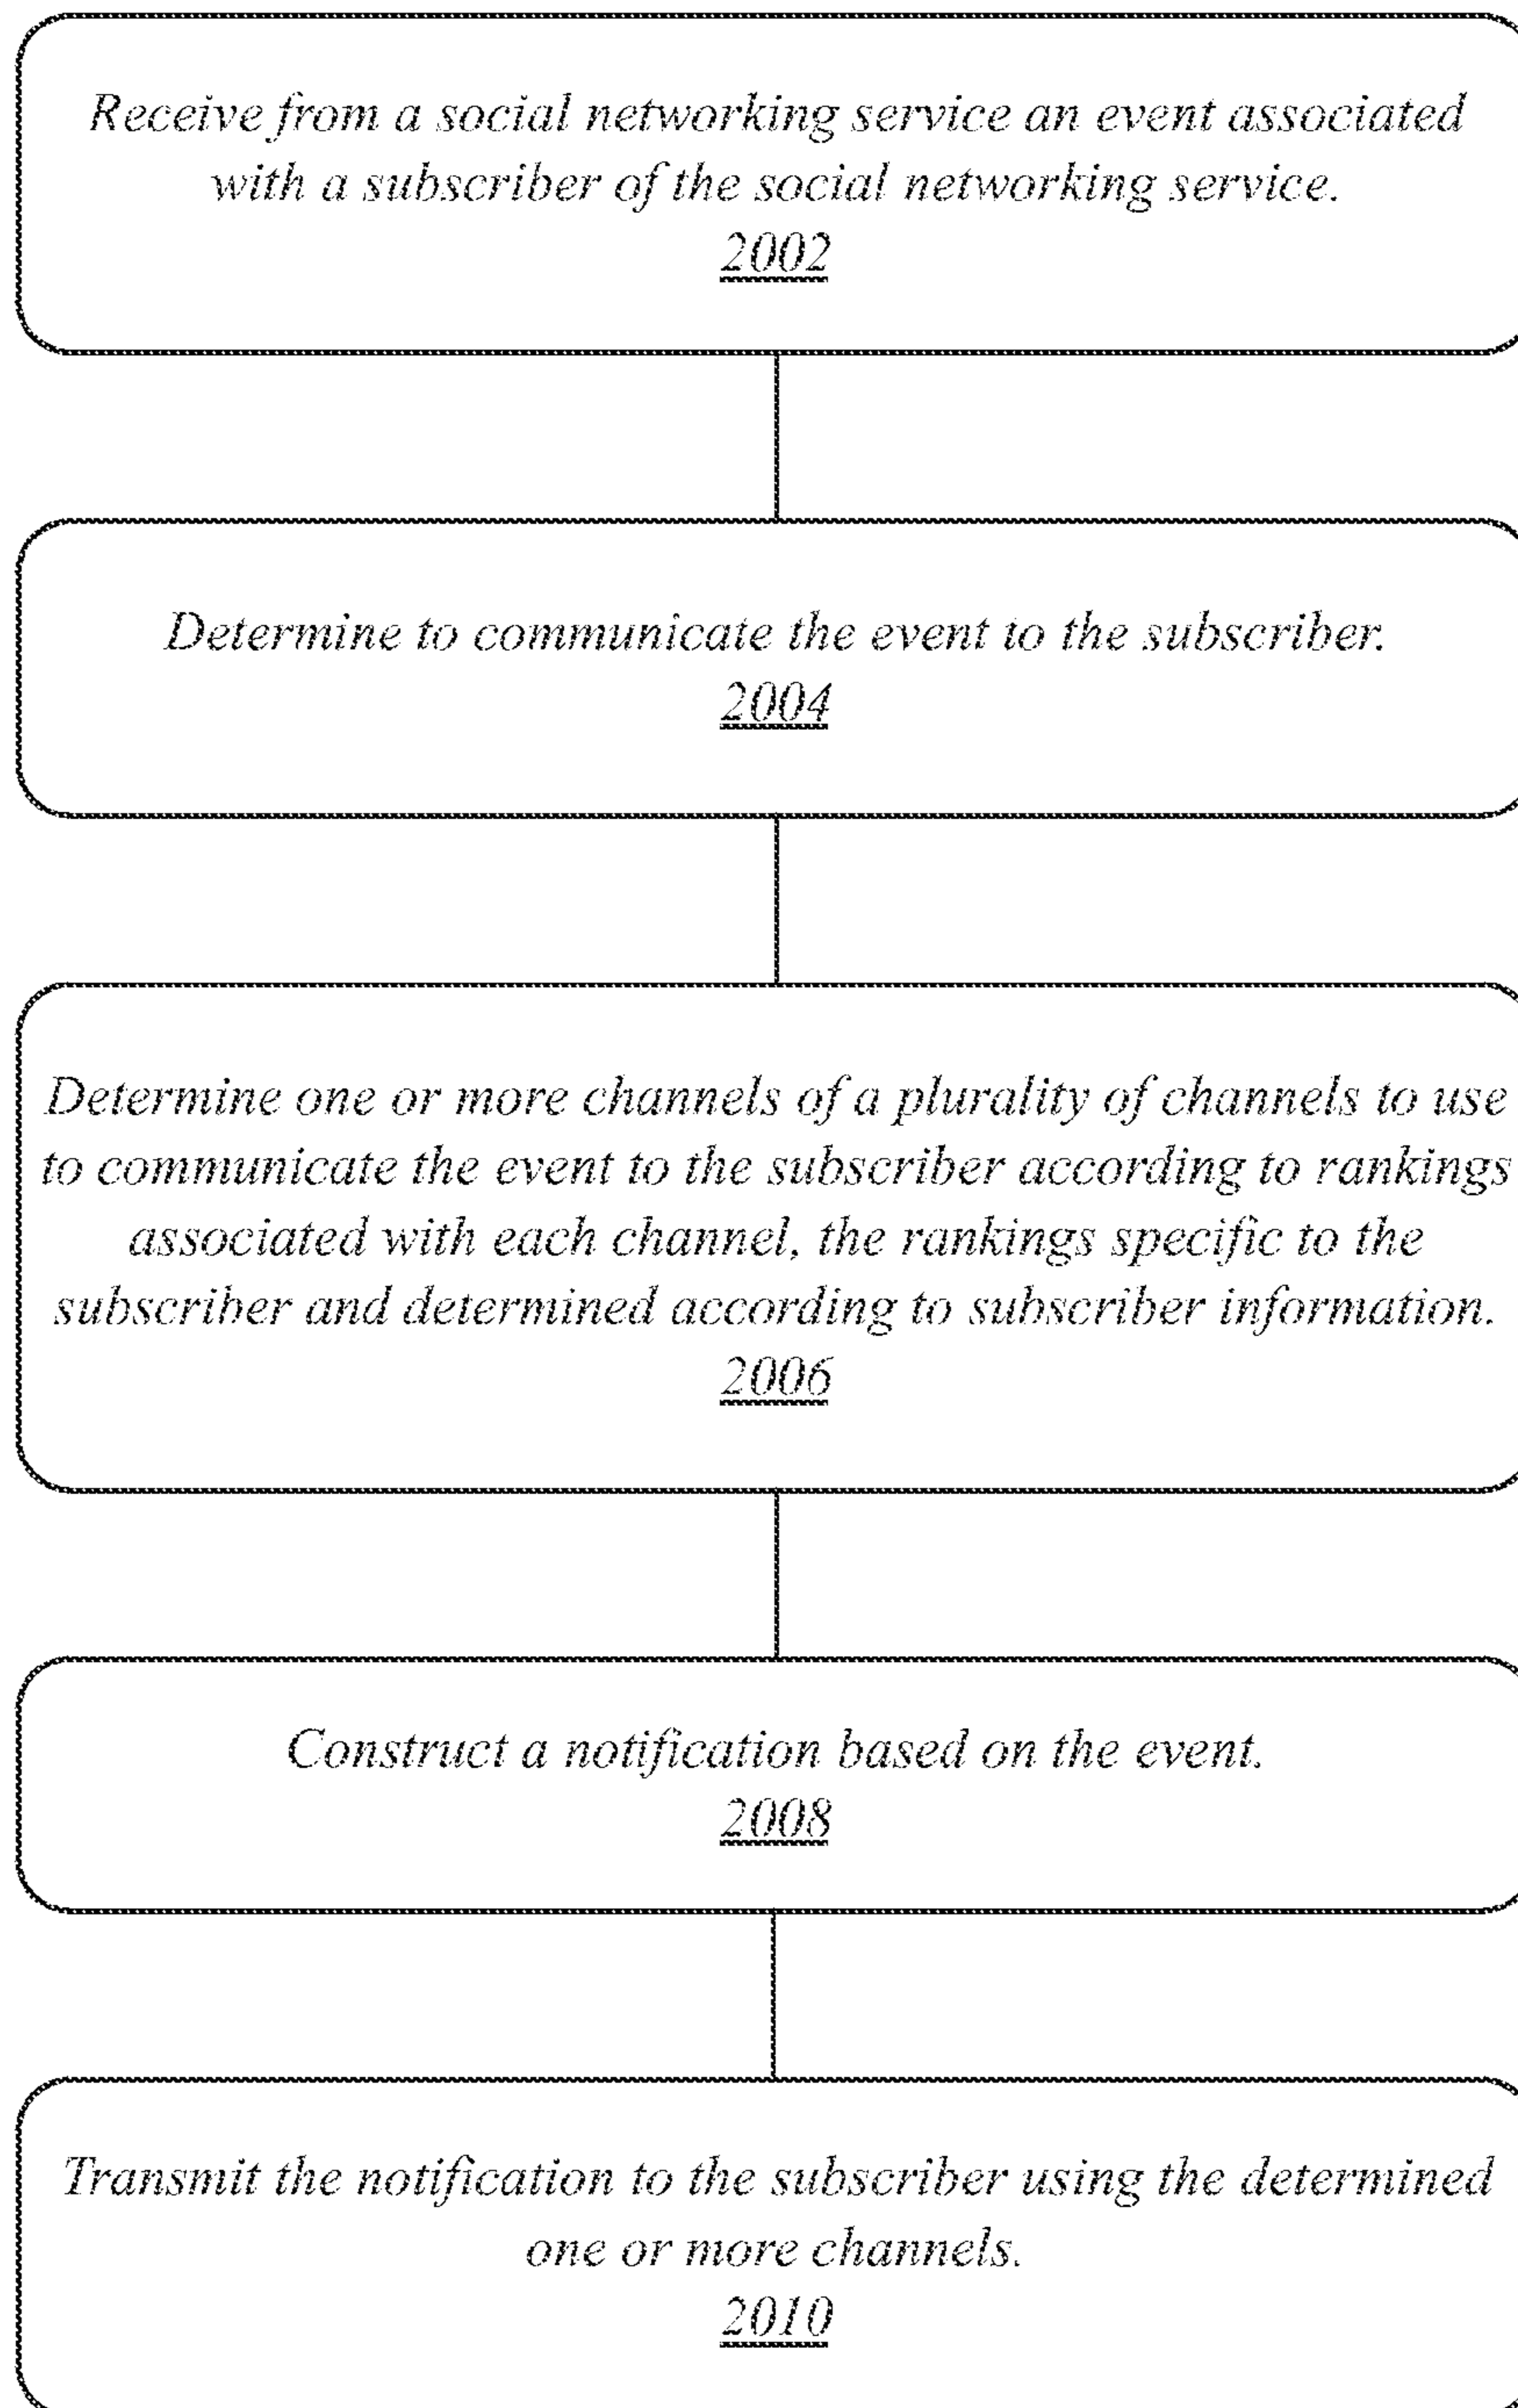 Receive from a social networking service an event associated
with a subscriber of the social networking service.
2002
Determine to communicate the event to the subscriber.
2004
Determine one or more channels of a plurality of channels to use
to communicate the event to the subscriber according to rankings
associated with each channel, the rankings specific to the
subscriber and determined according to subscriber information.
2006
Construct a notification based on the event.
2008
Transmit the notification to the subscriber using the determined
one or more channels.
2010